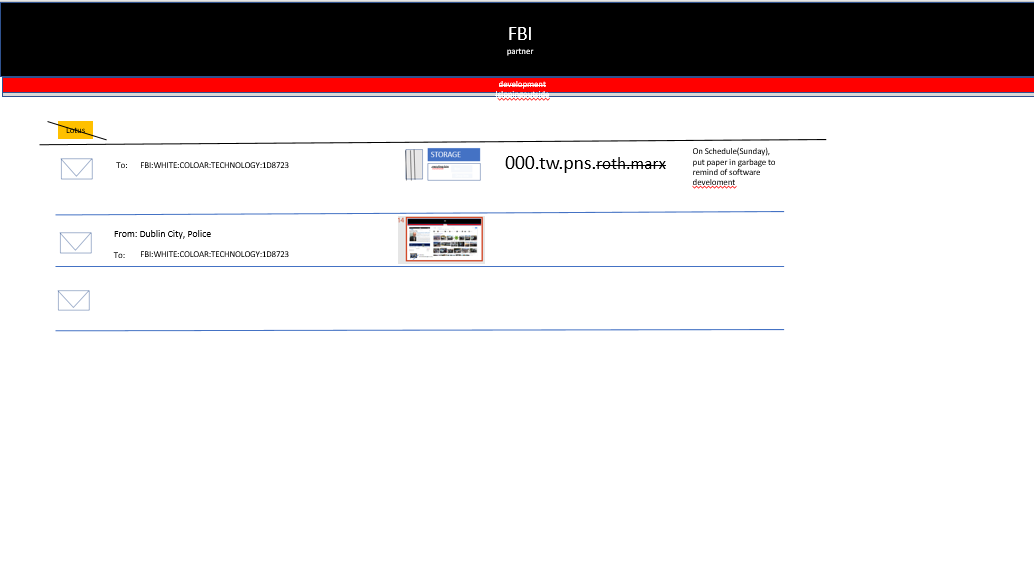 FBI
partner
development
Lotus
To: FBI:WHITE:COLOAR:TECHNOLOGY:1D8723
STORAGE
000.tw.pns.roth.marx
On Schedule(Sunday),
put paper in garbage to
remind of software
develoment
From: Dublin City, Police
To: FBI:WHITE:COLOAR:TECHNOLOGY:1D8723
14